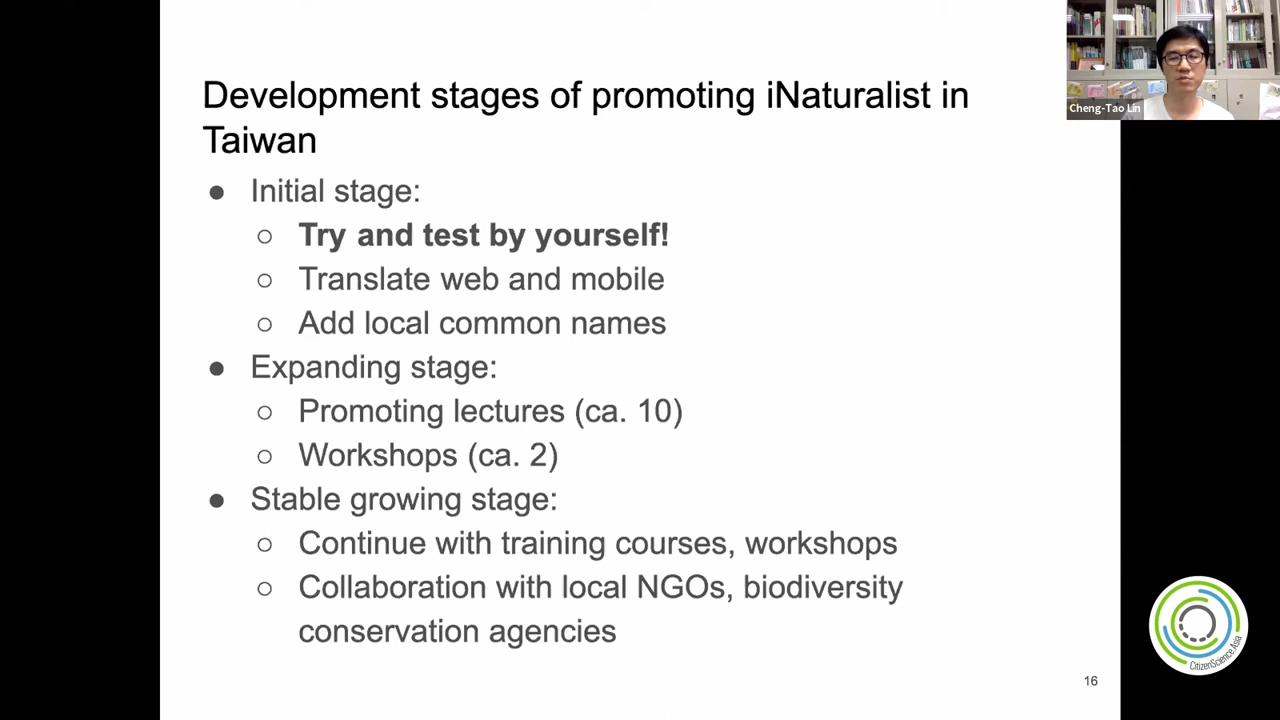 Development stages of promoting iNaturalist in
Taiwan
● Initial stage:
○ Try and test by yourself!
○ Translate web and mobile
○ Add local common names
● Expanding stage:
○ Promoting lectures (ca. 10)
○ Workshops (ca. 2)
● Stable growing stage:
○ Continue with training courses, workshops
○ Collaboration with local NGOs, biodiversity
conservation agencies
16
Cheng-Tao Lin
CitizenScience.Asia